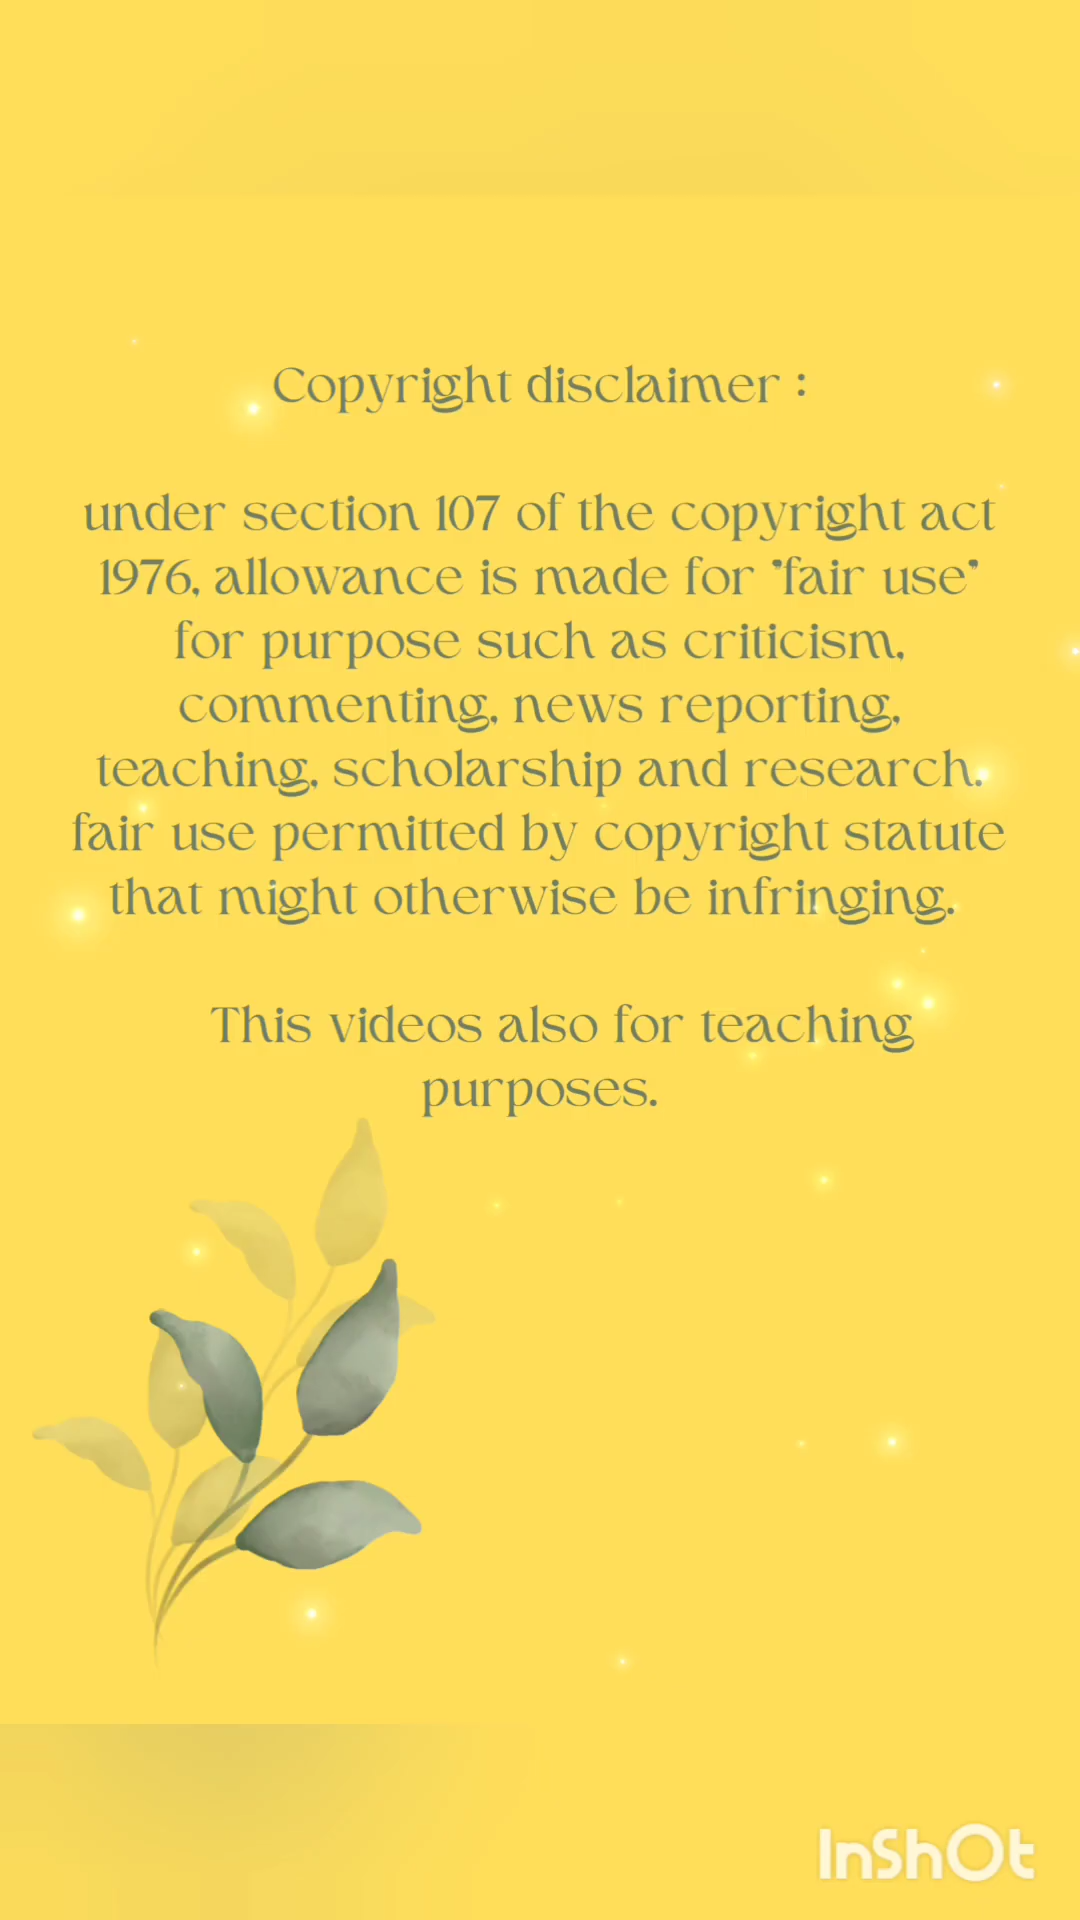 Copyright disclaimer :
under section 107 of the copyright act
1976, allowance is made for "fair use"
for purpose such as criticism,
commenting, news reporting,
teaching, scholarship and research.
fair use permitted by copyright statute
that might otherwise be infringing.
This videos also for teaching
purposes.
InShOt